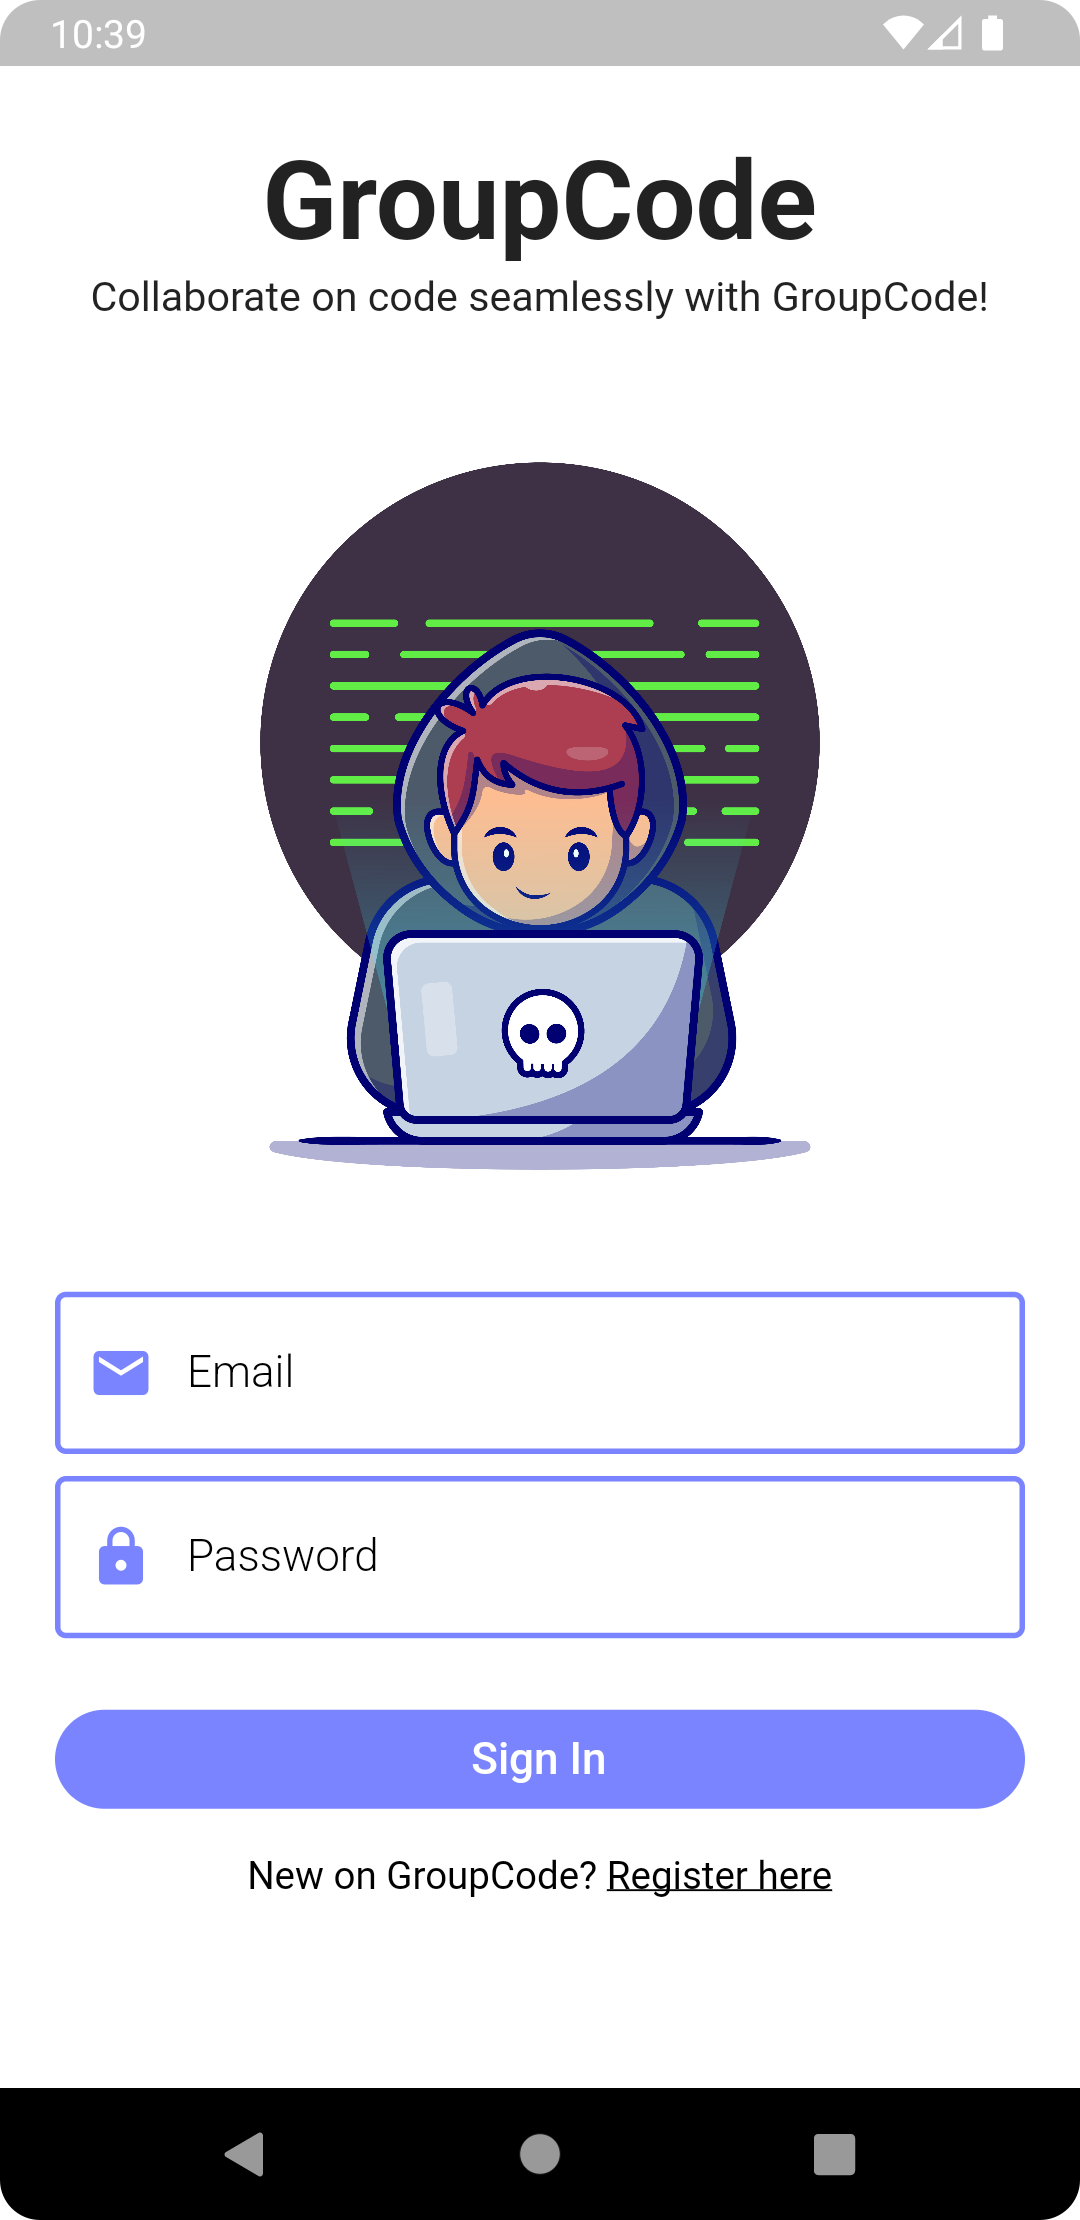 10:39
GroupCode
Collaborate on code seamlessly with GroupCode!
Email
Password
Sign In
New on GroupCode? Register here